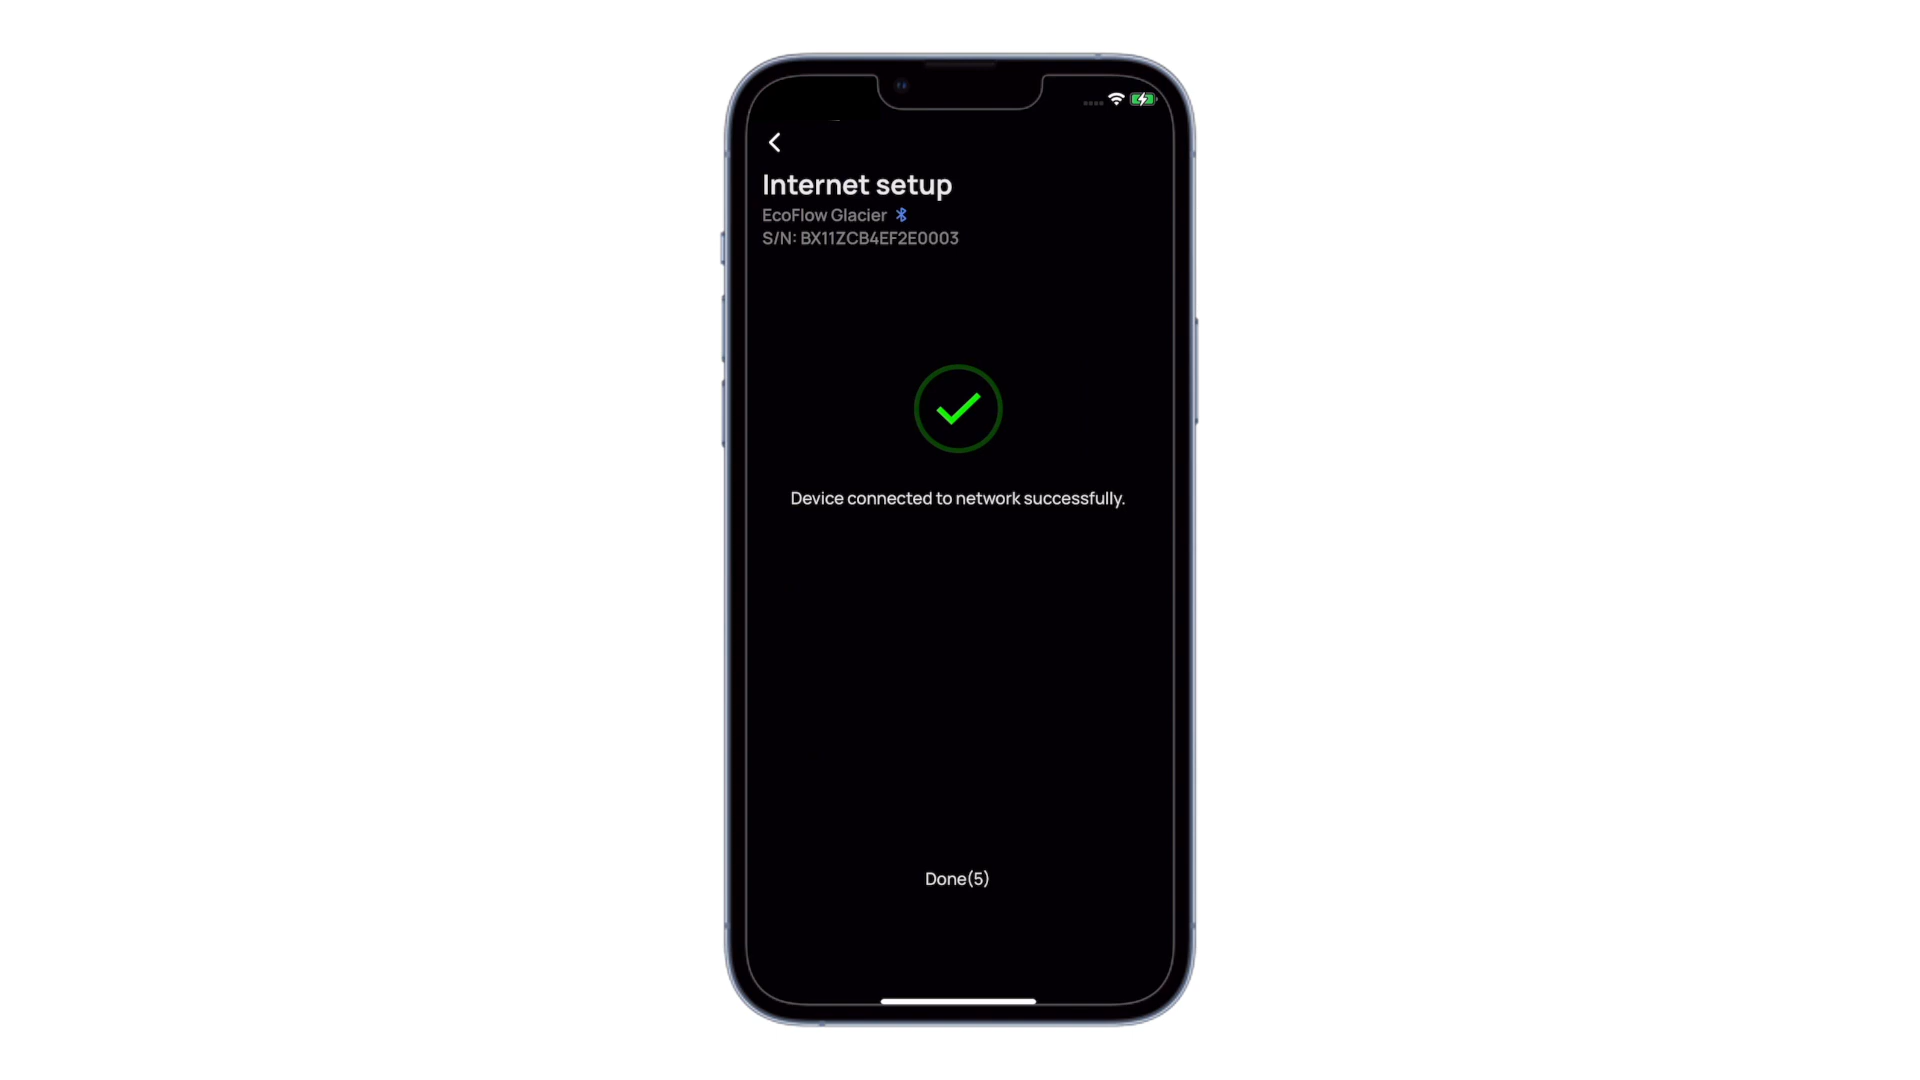 Internet setup
EcoFlow Glacier
S/N: BX11ZCB4EF2E0003
Device connected to network successfully.
Done(5)